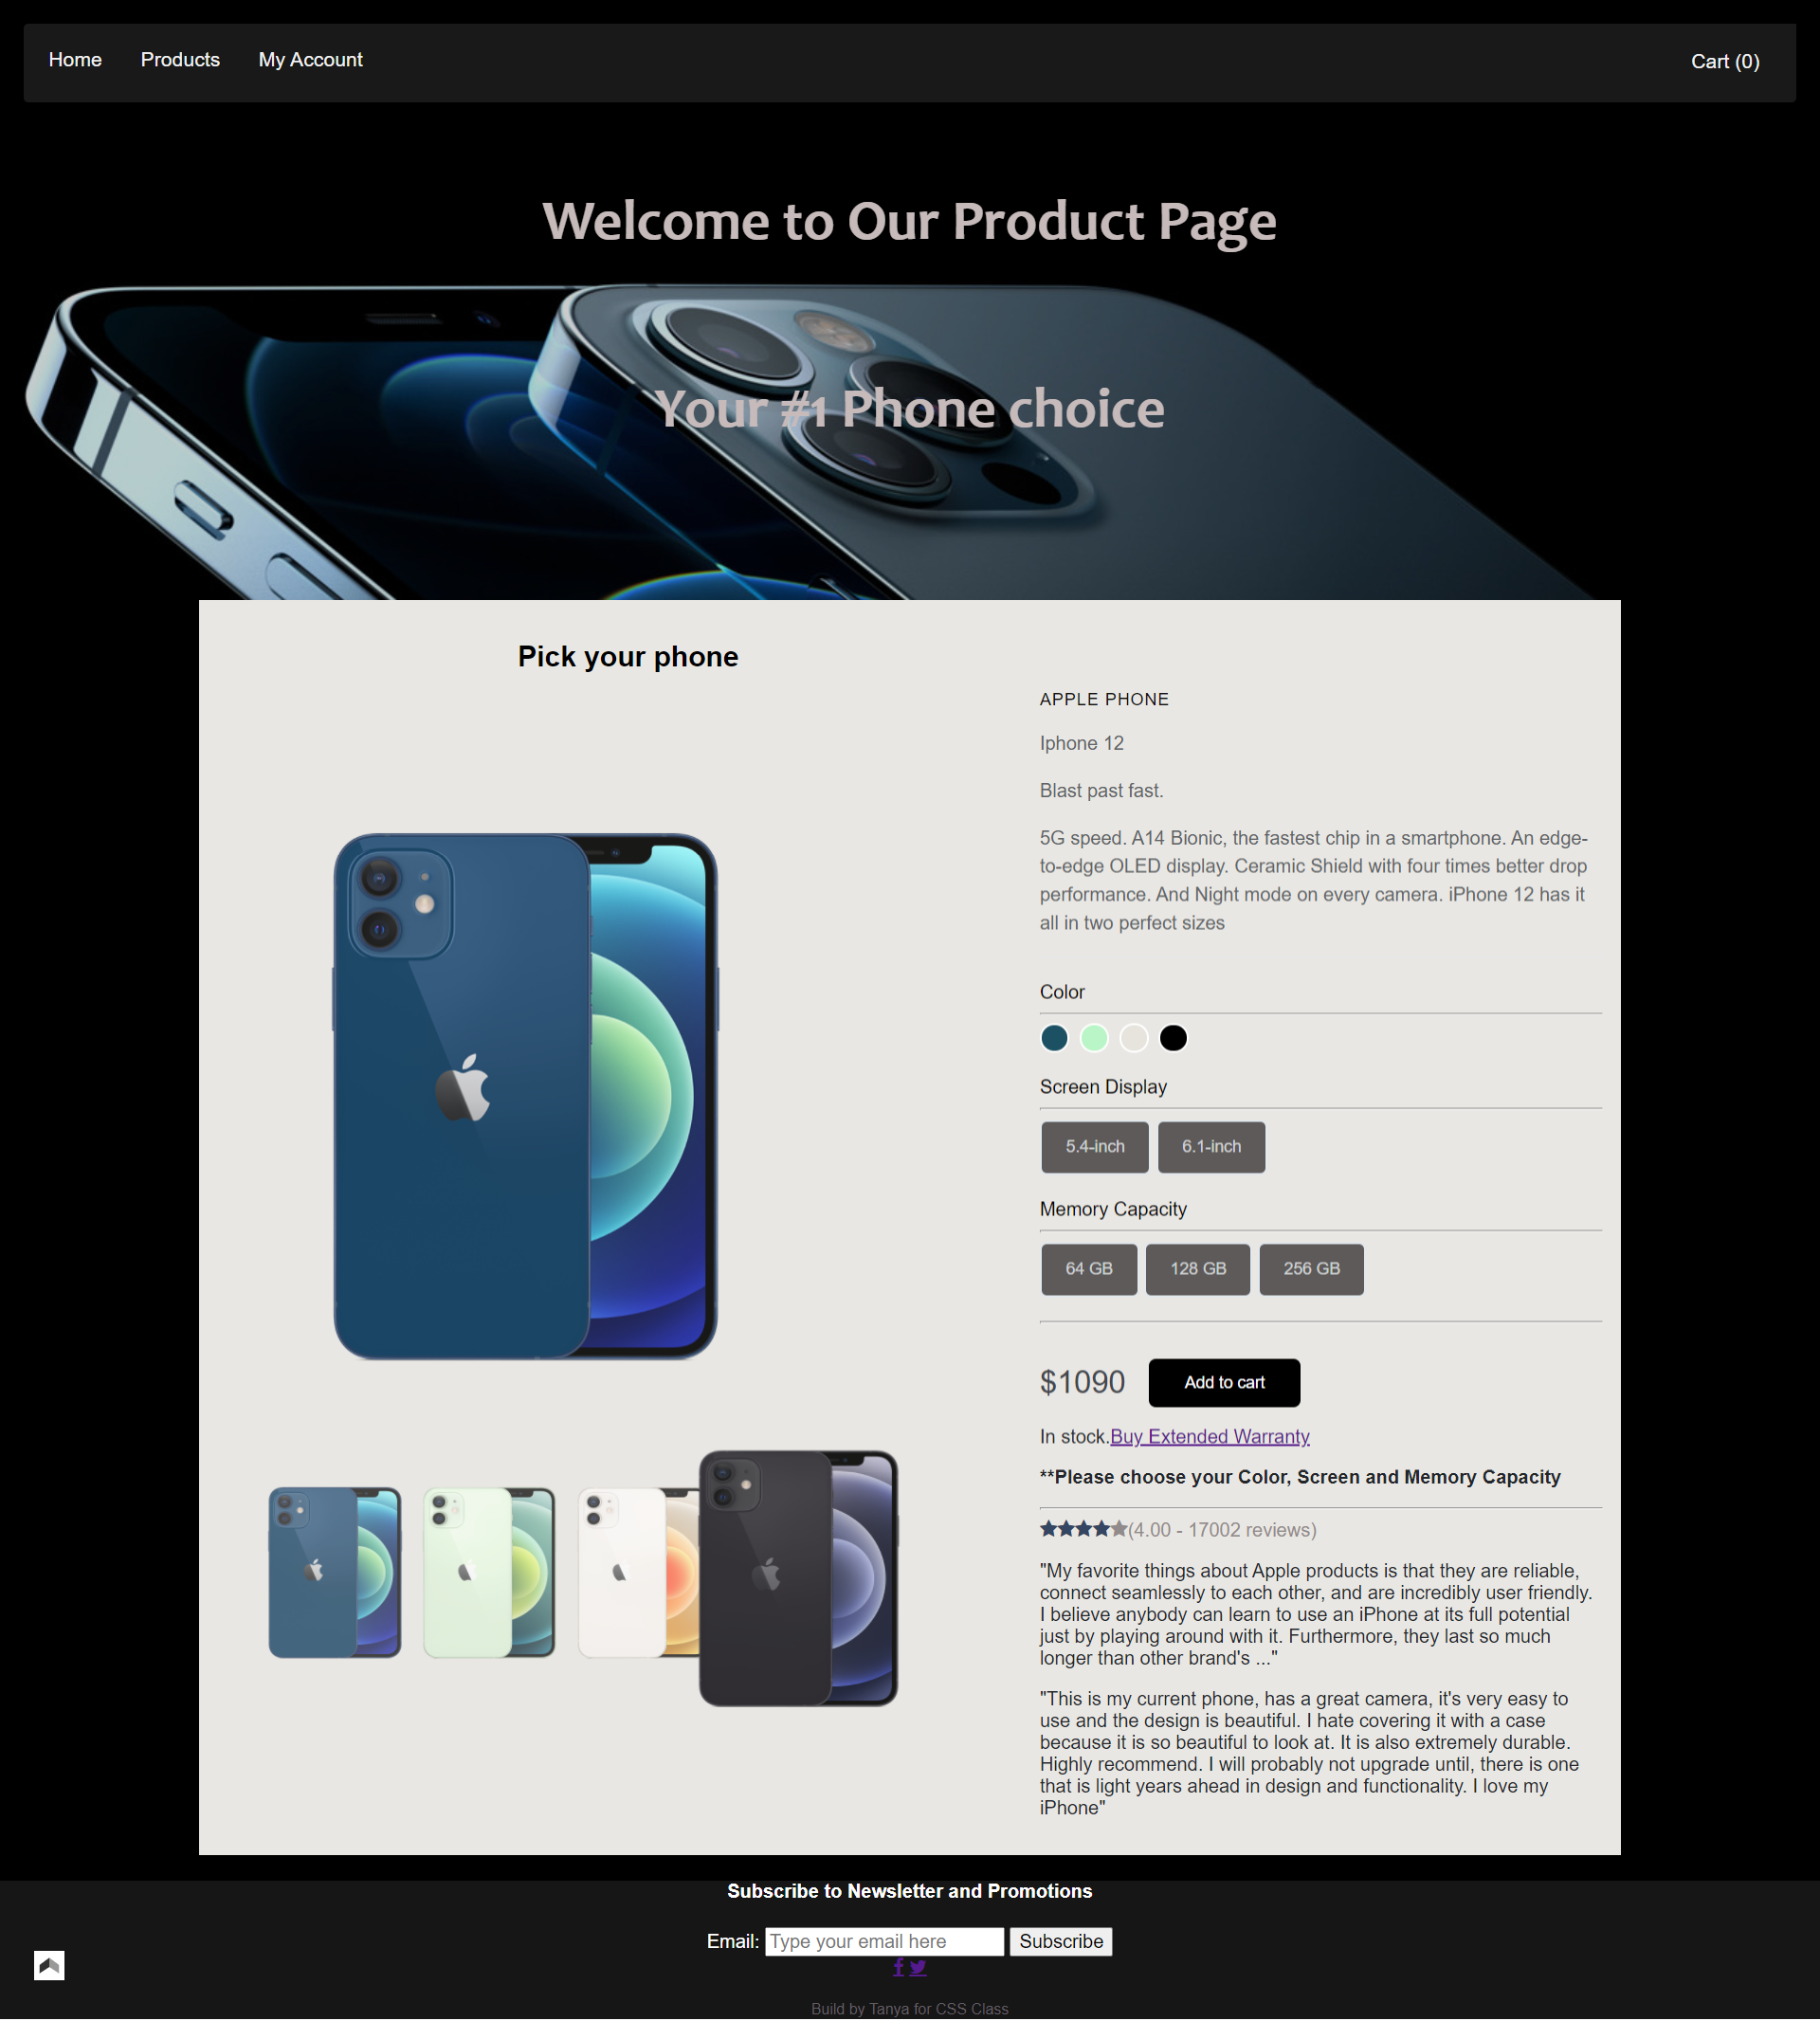 Home
Products
My Account
Cart (0)
Welcome to Our Product Page
Your #1 Phone choice
Pick your phone
APPLE PHONE
Iphone 12
Blast past fast.
5G speed. A14 Bionic, the fastest chip in a smartphone. An edge-
to-edge OLED display. Ceramic Shield with four times better drop
performance. And Night mode on every camera. iPhone 12 has it
all in two perfect sizes
Color
Screen Display
5.4-inch
6.1-inch
Memory Capacity
64 GB
128 GB
256 GB
$1090
Add to cart
In stock.Buy Extended Warranty
**Please choose your Color, Screen and Memory Capacity
(4.00 - 17002 reviews)
"My favorite things about Apple products is that they are reliable,
connect seamlessly to each other, and are incredibly user friendly.
I believe anybody can learn to use an iPhone at its full potential
just by playing around with it. Furthermore, they last so much
longer than other brand's ..."
"This is my current phone, has a great camera, it's very easy to
use and the design is beautiful. I hate covering it with a case
because it is so beautiful to look at. It is also extremely durable.
Highly recommend. I will probably not upgrade until, there is one
that is light years ahead in design and functionality. I love my
iPhone"
Subscribe to Newsletter and Promotions
Email: Type your email here Subscribe
Build by Tanya for CSS Class